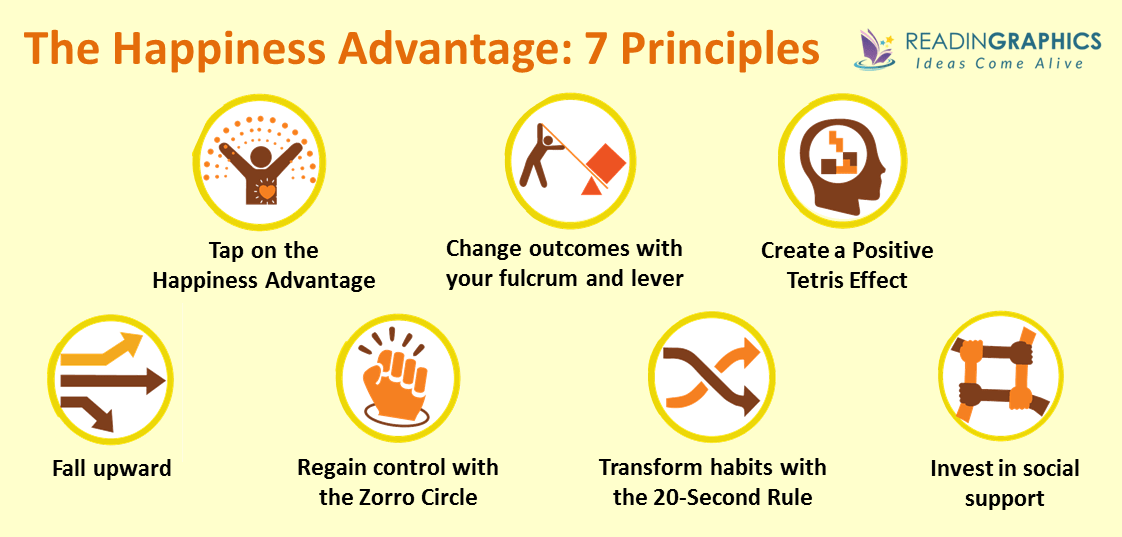 The Happiness Advantage: 7 Principles
READINGRAPHICS
Ideas Come Alive
Tap on the
Happiness Advantage
Change outcomes with
your fulcrum and lever
Create a Positive
Tetris Effect
Fall upward
Regain control with
the Zorro Circle
Transform habits with
the 20-Second Rule
Invest in social
support